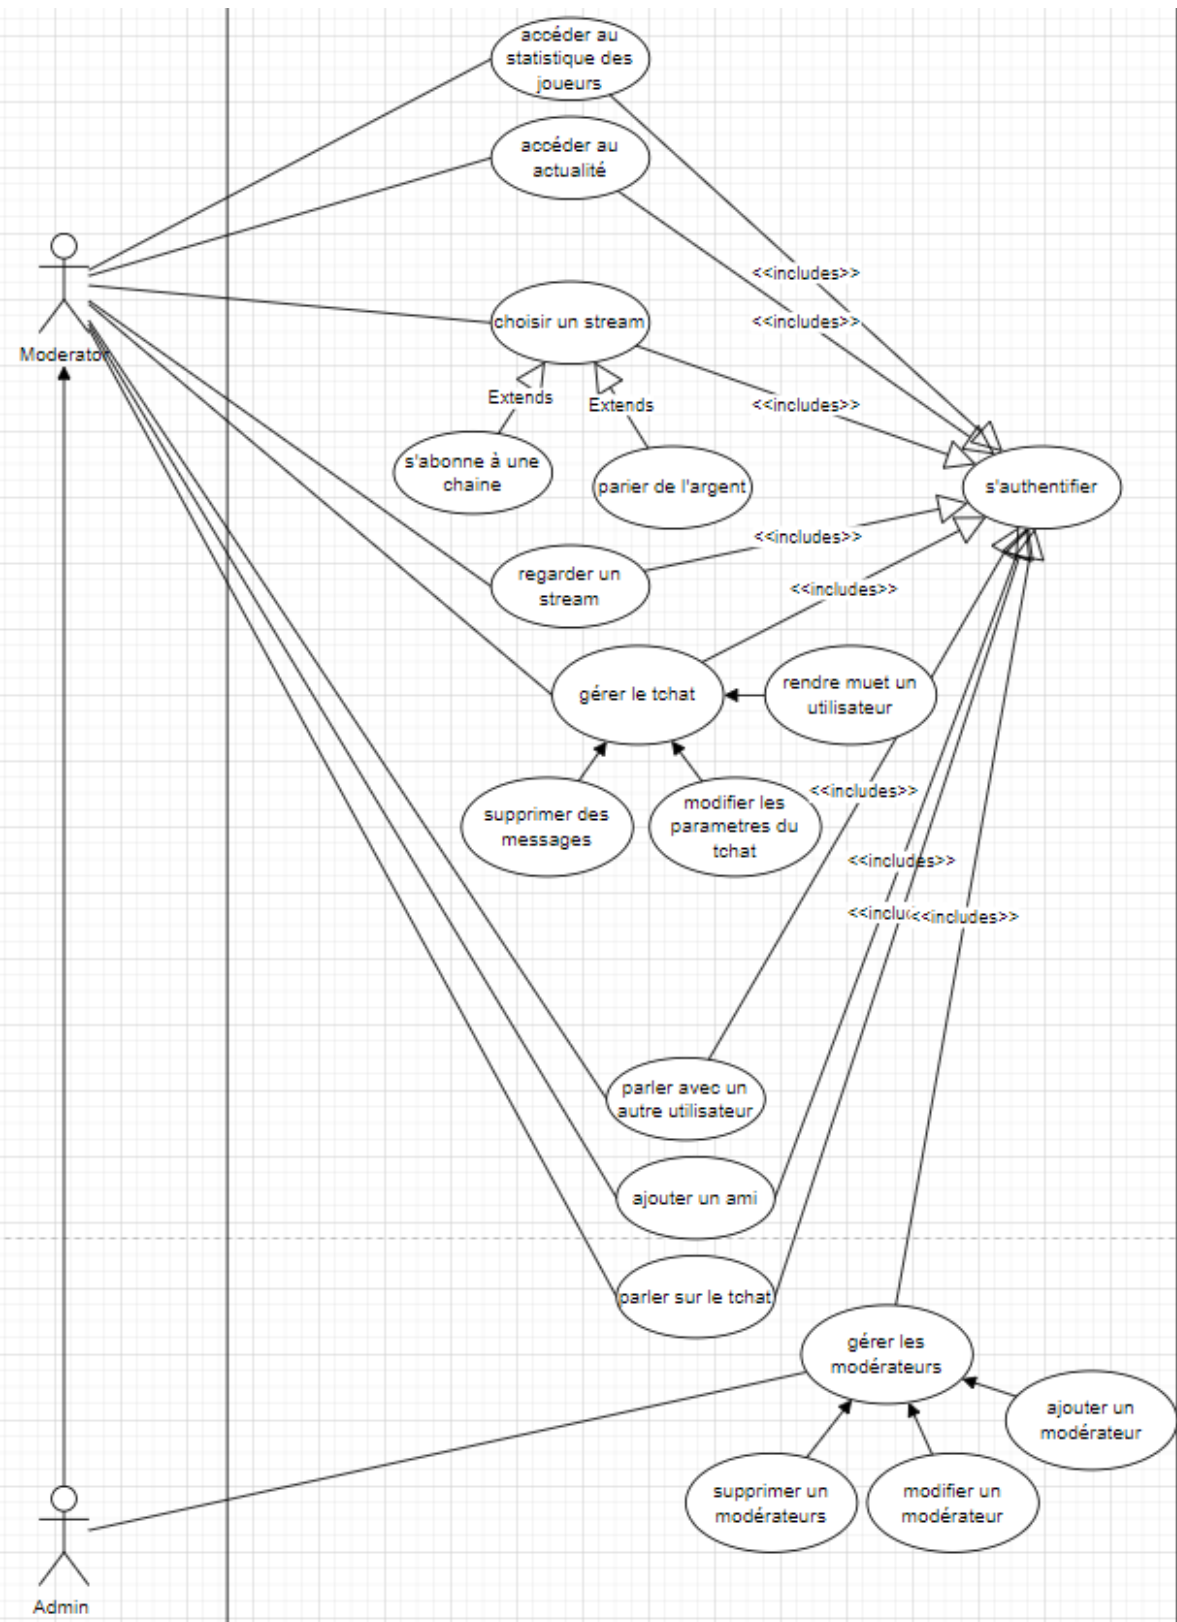 accéder au
statistique des
joueurs
accéder au
actualité
<<includes>>
Moderator
choisir un stream
<<includes>>
Extends
Extends
<<includes>>
s'abonne à une
chaine
parier de l'argent
s'authentifier
<<includes>>
regarder un
stream
<<includes>>
gérer le tchat
rendre muet un
utilisateur
<<includes>>
supprimer des
messages
modifier les
parametres du
tchat
<<includes>>
<<inclu
<<includes>>
parler avec un
autre utilisateur
ajouter un ami
parler sur le tchat
gérer les
modérateurs
ajouter un
modérateur
supprimer un
modérateurs
modifier un
modérateur
Admin